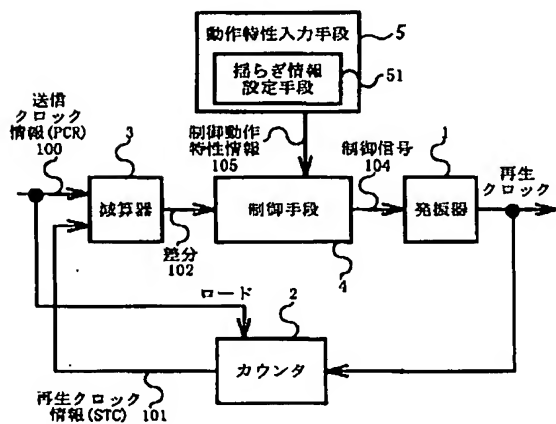 動作特性入力手段
5
揺らぎ情報
設定手段
51
送信
クロック
情報(PCR)
100
3
制御動作
特性情報
105
制御信号
104
1
再生
クロック
減算器
制御手段
発振器
差分
102
4
ロード
2
カウンタ
再生クロック
情報(STC)
101